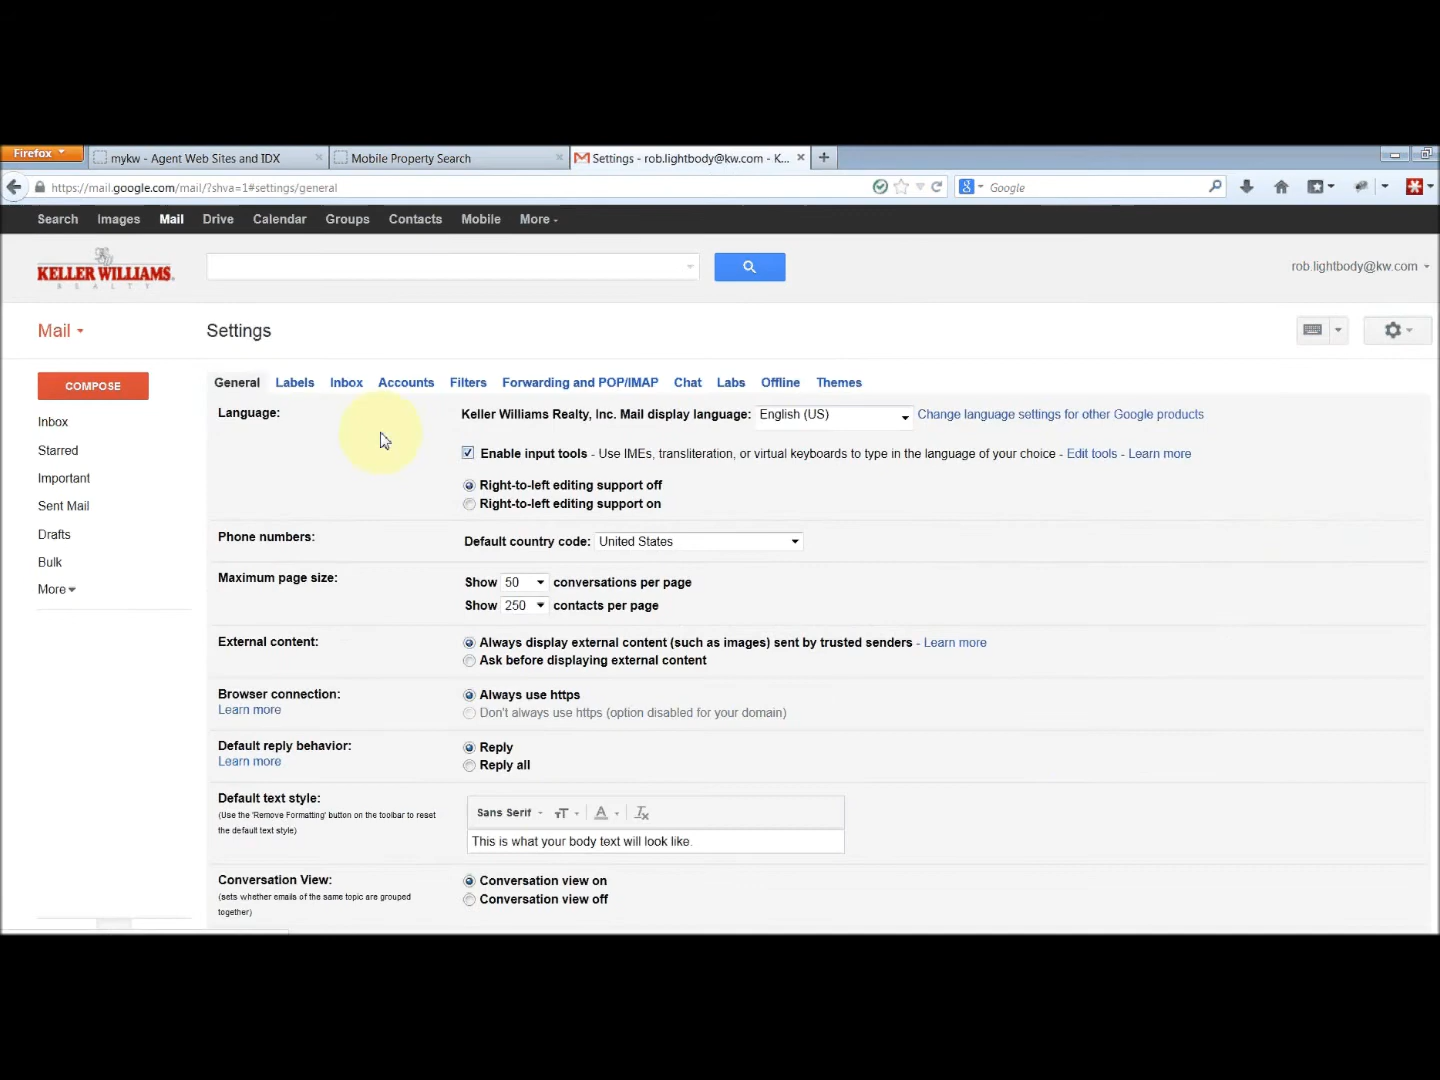 Firefox
mykw - Agent Web Sites and IDX
Mobile Property Search
Settings - rob.lightbody@kw.com - K...
https://mail.google.com/mail/?shva=1#settings/general
Google
Search Images Mail Drive Calendar Groups Contacts Mobile More
KELLER WILLIAMS
REALTY
rob.lightbody@kw.com
Mail
Settings
COMPOSE
Inbox
Starred
Important
Sent Mail
Drafts
Bulk
More
General Labels Inbox Accounts Filters Forwarding and POP/IMAP Chat Labs Offline Themes
Language:
Keller Williams Realty, Inc. Mail display language: English (US) Change language settings for other Google products
Enable input tools - Use IMEs, transliteration, or virtual keyboards to type in the language of your choice - Edit tools - Learn more
Right-to-left editing support off
Right-to-left editing support on
Phone numbers:
Default country code: United States
Maximum page size:
Show 50 conversations per page
Show 250 contacts per page
External content:
Always display external content (such as images) sent by trusted senders - Learn more
Ask before displaying external content
Browser connection:
Learn more
Always use https
Don't always use https (option disabled for your domain)
Default reply behavior:
Learn more
Reply
Reply all
Default text style:
(Use the 'Remove Formatting' button on the toolbar to reset
the default text style)
Sans Serif
This is what your body text will look like.
Conversation View:
(sets whether emails of the same topic are grouped
together)
Conversation view on
Conversation view off